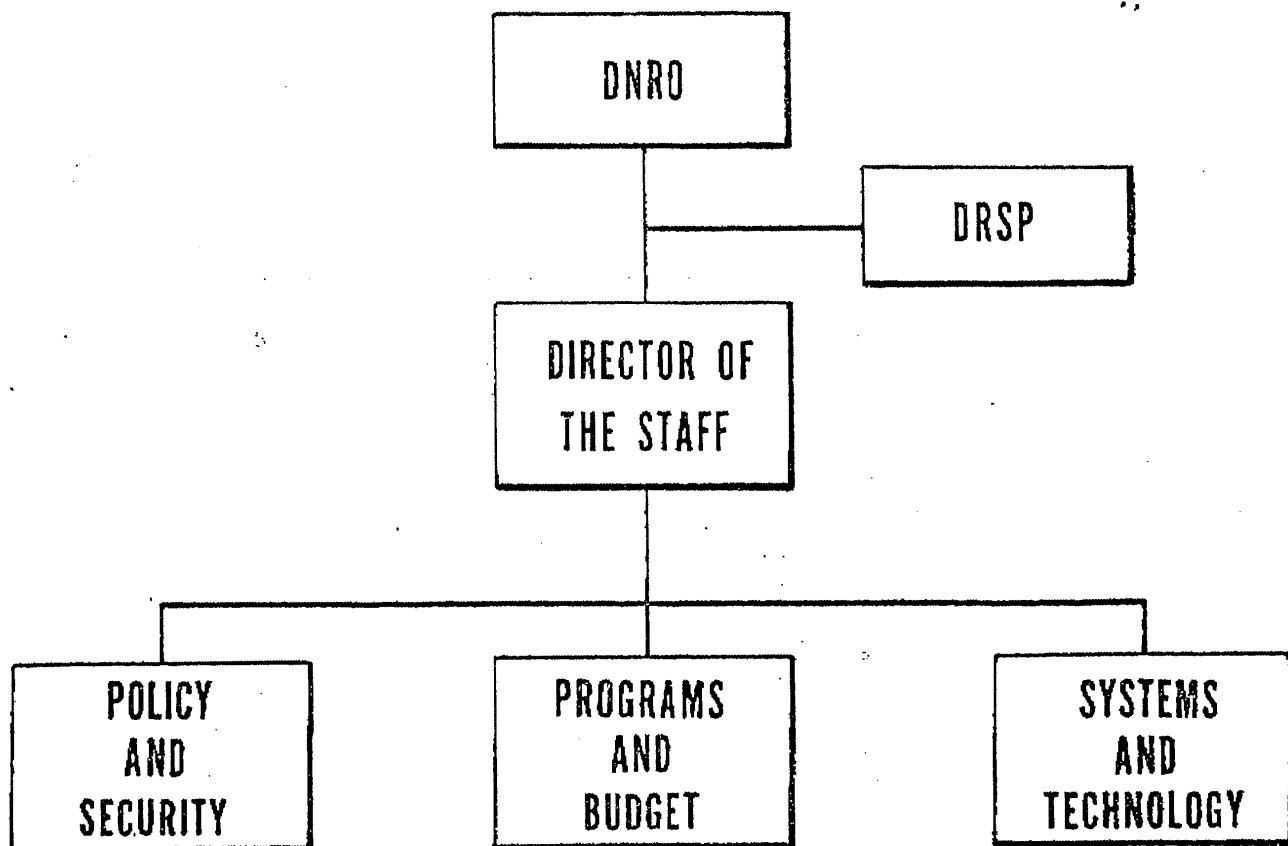 DNRO
DRSP
DIRECTOR OF
THE STAFF
POLICY
AND
SECURITY
PROGRAMS
AND
BUDGET
SYSTEMS
AND
TECHNOLOGY